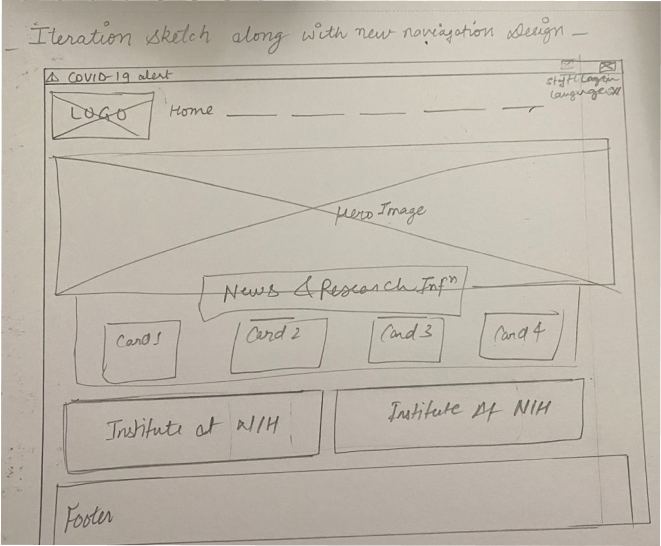 Iteration sketch along with new navigation design
COVID-19 alert
Staff Login
Language
LOGO
Home
Hero Image
News & Research Infⁿ
Card 1
Card 2
Card 3
Card 4
Institute at NIH
Institute At NIH
Footer